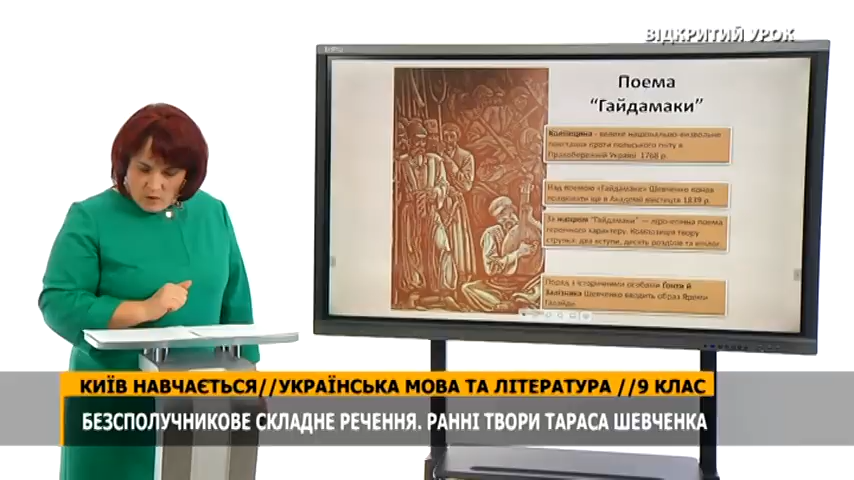 ВІДКРИТИЙ УРОК
Поема
“Гайдамаки”
Коліївщина - велике національно-визвольне
повстання проти польського гніту в
Правобережній Україні 1768 р.
Над поемою «Гайдамаки» Шевченко почав
працювати ще в Академії мистецтв 1839 р.
За жанром "Гайдамаки" — ліро-епічна поема
героїчного характеру. Композиція твору
струнка: два вступи, десять розділів та епілог.
Поряд з історичними особами Гонти й
Залізняка Шевченко вводить образ Яреми
Галайди.
КИЇВ НАВЧАЄТЬСЯ//УКРАЇНСЬКА МОВА ТА ЛІТЕРАТУРА //9 КЛАС
БЕЗСПОЛУЧНИКОВЕ СКЛАДНЕ РЕЧЕННЯ. РАННІ ТВОРИ ТАРАСА ШЕВЧЕНКА